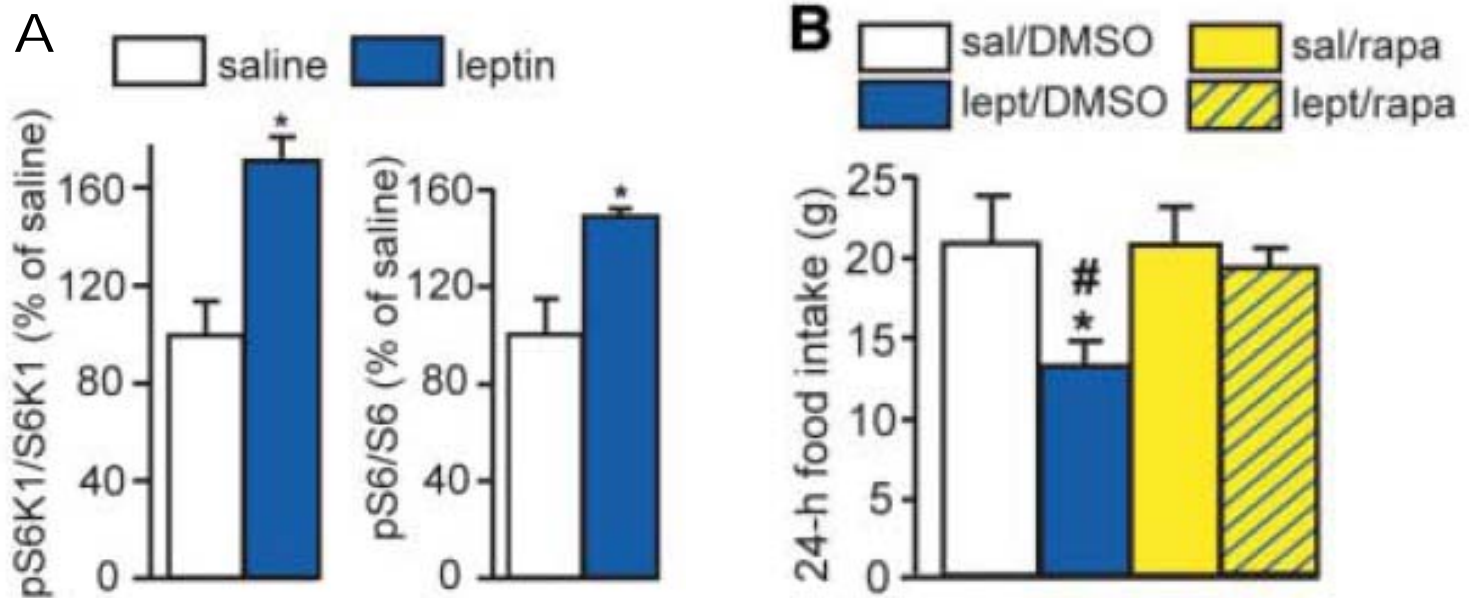 A
saline
leptin
pS6K1/S6K1 (% of saline)
160
120
80
40
0
*
pS6/S6 (% of saline)
160
120
80
40
0
*
B
sal/DMSO
sal/rapa
lept/DMSO
lept/rapa
24-h food intake (g)
25
20
15
10
5
0
#
*